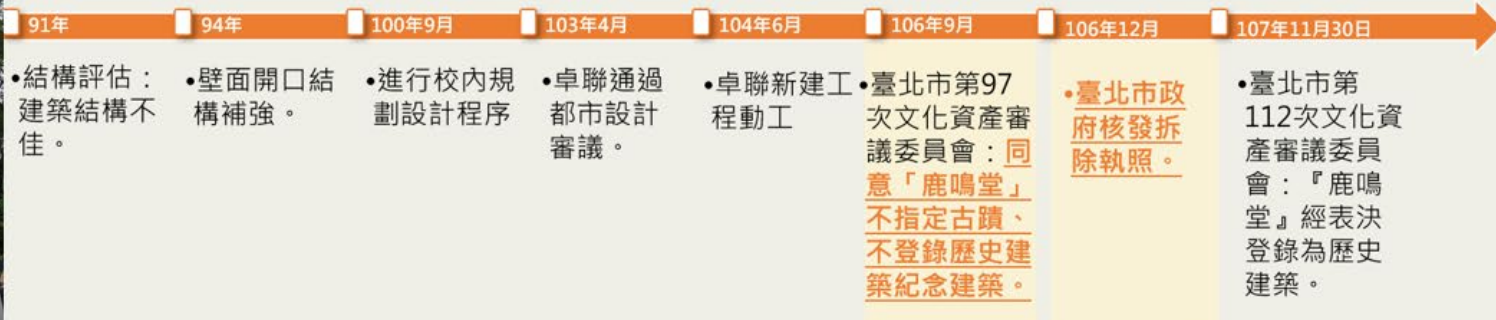 91年
•結構評估：
建築結構不
佳。
94年
•壁面開口結
構補強。
100年9月
•進行校內規
劃設計程序
103年4月
•卓聯通過
都市設計
審議。
104年6月
•卓聯新建工
程動工
106年9月
•臺北市第97
次文化資產審
議委員會：同
意「鹿鳴堂」
不指定古蹟、
不登錄歷史建
築紀念建築。
106年12月
•臺北市政
府核發拆
除執照。
107年11月30日
•臺北市第
112次文化資
產審議委員
會：『鹿鳴
堂』經表決
登錄為歷史
建築。